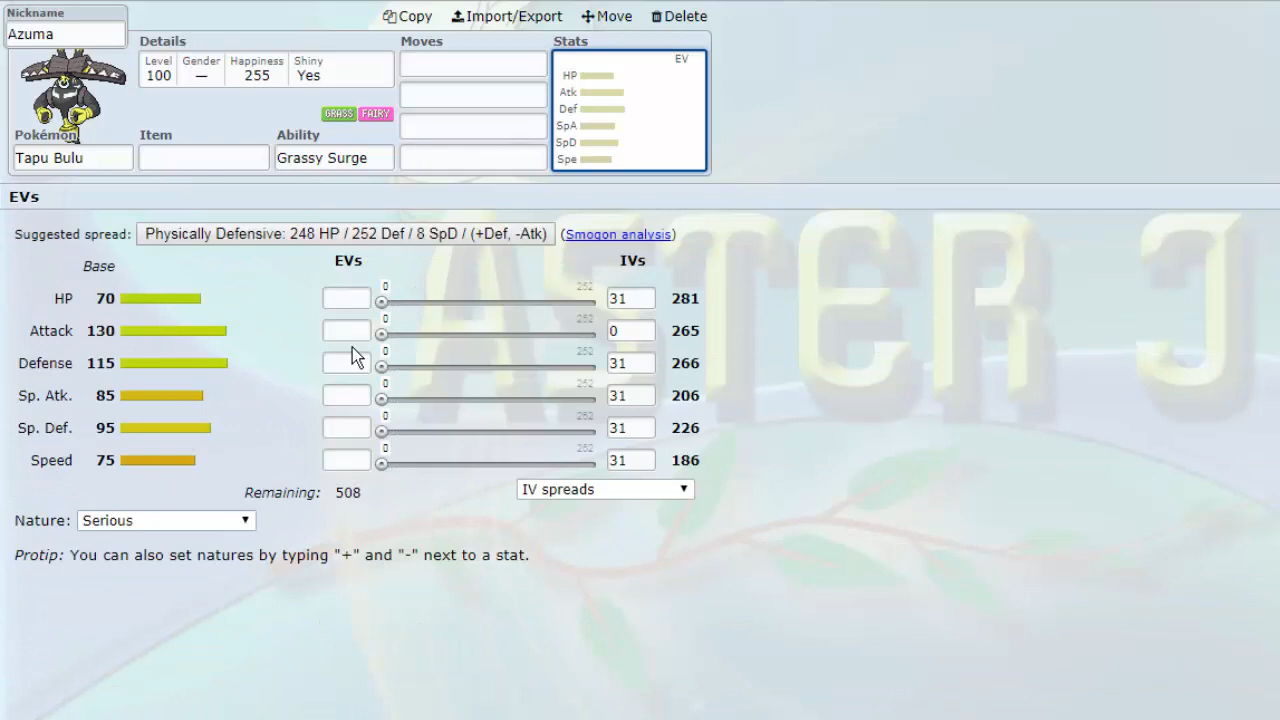 Nickname
Azuma
Copy Import/Export Move Delete
Details
Level Gender Happiness Shiny
100 — 255 Yes
GRASS FAIRY
Pokémon Item Ability
Tapu Bulu Grassy Surge
Moves
Stats
EV
HP
Atk
Def
SpA
SpD
Spe
EVs
Suggested spread: Physically Defensive: 248 HP / 252 Def / 8 SpD / (+Def, -Atk) (Smogon analysis)
Base EVs IVs
HP 70 0 252 31 281
Attack 130 0 252 0 265
Defense 115 0 252 31 266
Sp. Atk. 85 0 252 31 206
Sp. Def. 95 0 252 31 226
Speed 75 0 252 31 186
Remaining: 508 IV spreads
Nature: Serious
Protip: You can also set natures by typing "+" and "-" next to a stat.
ASTER J